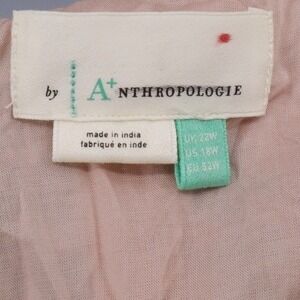 by A+NTHROPOLOGIE
made in india
fabriqué en inde
UK 22W
US 18W
EU 52W